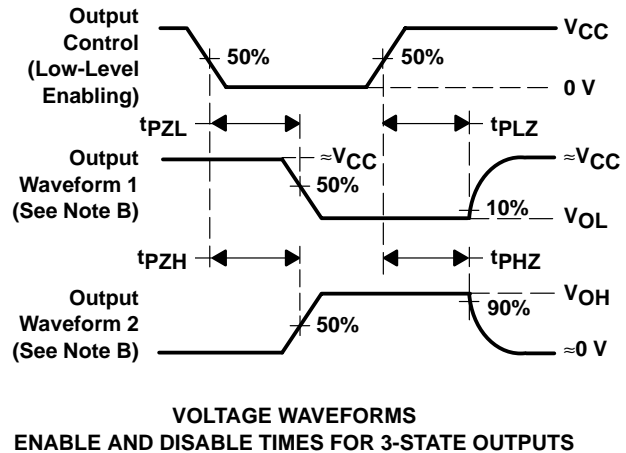 Output
Control
(Low-Level
Enabling)
50%
50%
VCC
0 V
tPZL
tPLZ
Output
Waveform 1
(See Note B)
≈VCC
50%
≈VCC
10%
VOL
tPZH
tPHZ
Output
Waveform 2
(See Note B)
50%
VOH
90%
≈0 V
VOLTAGE WAVEFORMS
ENABLE AND DISABLE TIMES FOR 3-STATE OUTPUTS